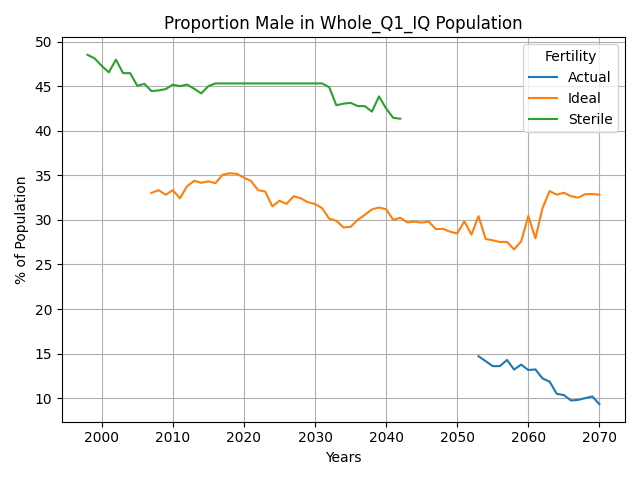 Proportion Male in Whole_Q1_IQ Population
% of Population
50
45
40
35
30
25
20
15
10
Fertility
Actual
Ideal
Sterile
2000 2010 2020 2030 2040 2050 2060 2070
Years